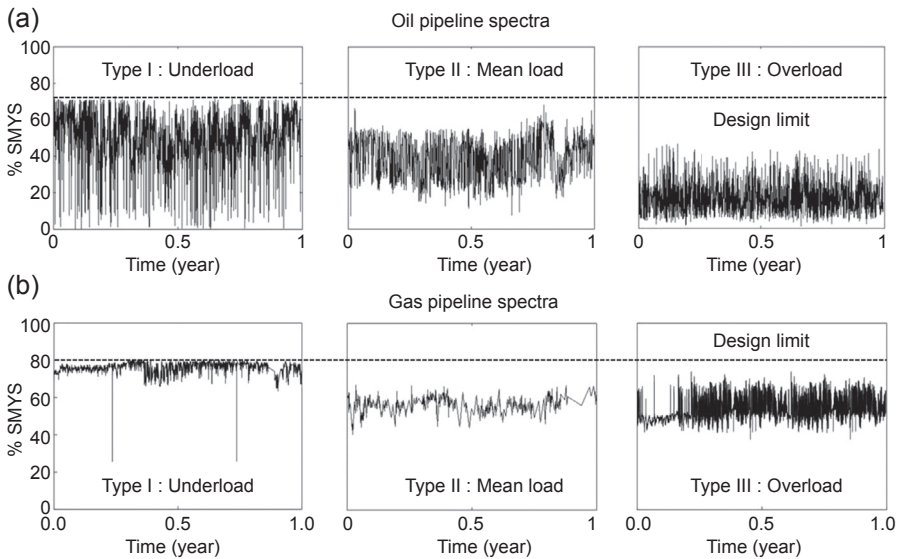 (a)
Oil pipeline spectra
Type I : Underload
Type II : Mean load
Type III : Overload
Design limit
% SMYS
100
80
60
40
20
0
0 0.5 1
0 0.5 1
0 0.5 1
Time (year)
Time (year)
Time (year)
(b)
Gas pipeline spectra
Design limit
% SMYS
100
80
60
40
20
0
Type I : Underload
Type II : Mean load
Type III : Overload
0.0 0.5 1.0
0 0.5 1
0.0 0.5 1.0
Time (year)
Time (year)
Time (year)